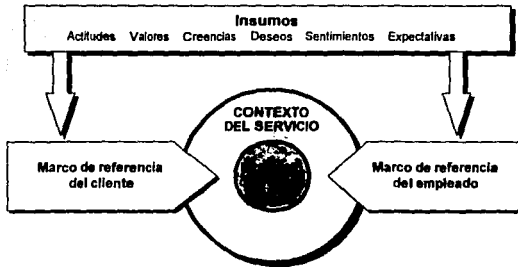 Insumos
Actitudes Valores Creencias Deseos Sentimientos Expectativas
CONTEXTO
DEL SERVICIO
Marco de referencia
del cliente
Marco de referencia
del empleado